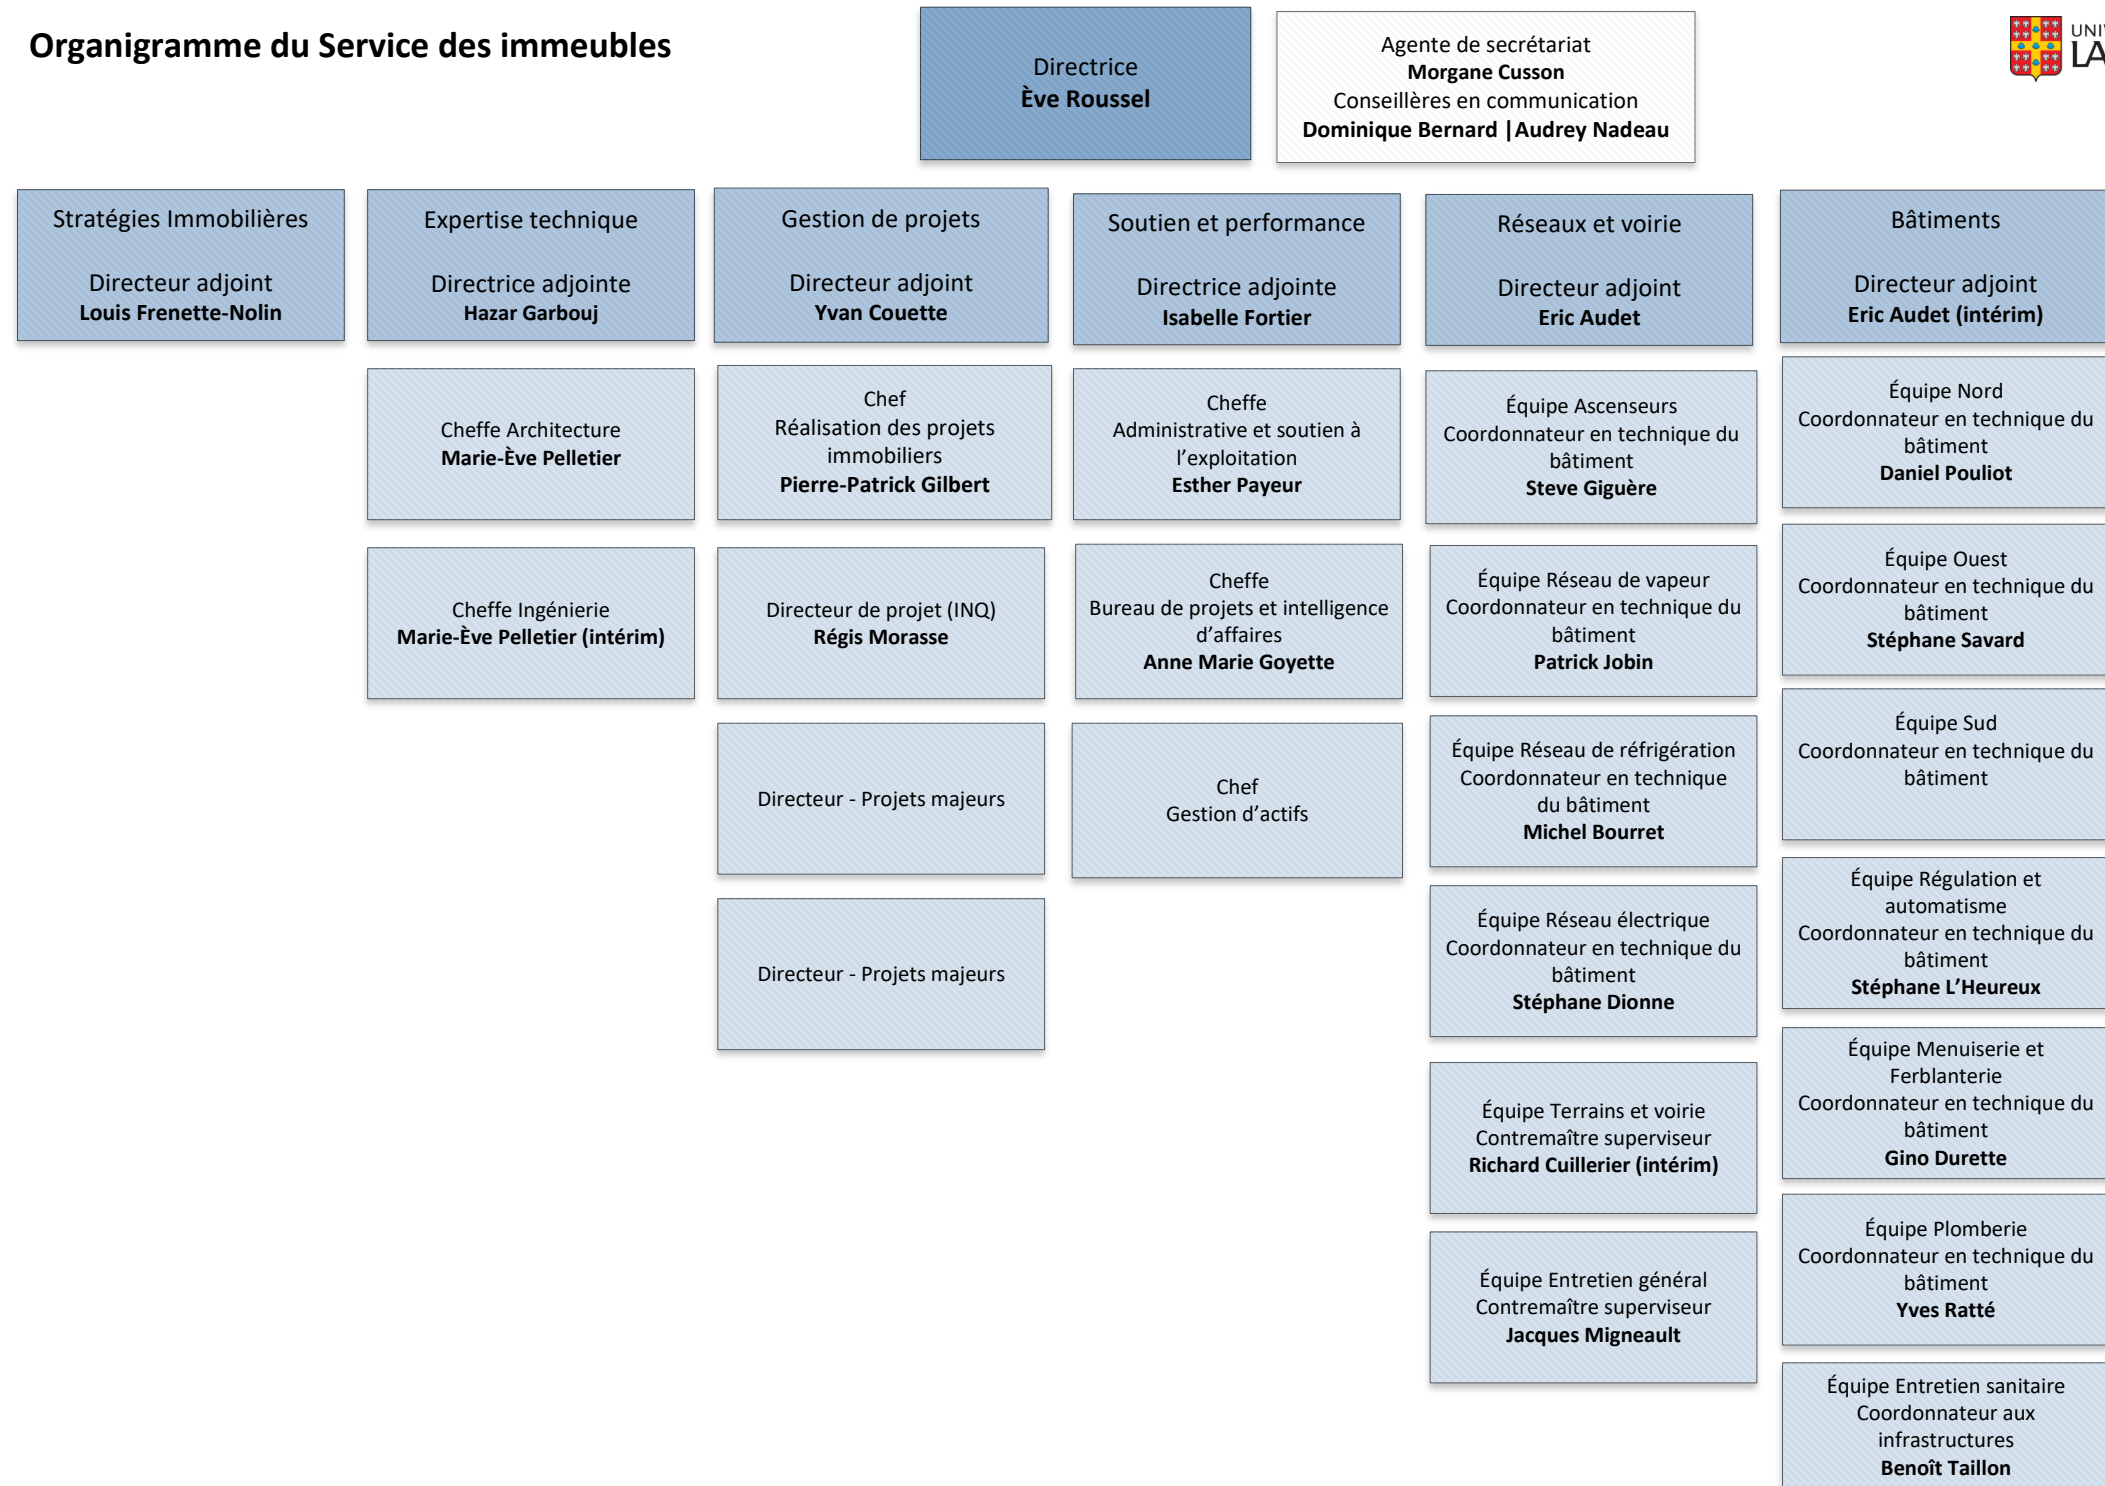 Organigramme du Service des immeubles
Directrice
Ève Roussel
Agente de secrétariat
Morgane Cusson
Conseillères en communication
Dominique Bernard |Audrey Nadeau
UNI
LA
Stratégies Immobilières
Directeur adjoint
Louis Frenette-Nolin
Expertise technique
Directrice adjointe
Hazar Garbouj
Gestion de projets
Directeur adjoint
Yvan Couette
Soutien et performance
Directrice adjointe
Isabelle Fortier
Réseaux et voirie
Directeur adjoint
Eric Audet
Bâtiments
Directeur adjoint
Eric Audet (intérim)
Cheffe Architecture
Marie-Ève Pelletier
Cheffe Ingénierie
Marie-Ève Pelletier (intérim)
Chef
Réalisation des projets
immobiliers
Pierre-Patrick Gilbert
Directeur de projet (INQ)
Régis Morasse
Directeur - Projets majeurs
Directeur - Projets majeurs
Cheffe
Administrative et soutien à
l’exploitation
Esther Payeur
Cheffe
Bureau de projets et intelligence
d’affaires
Anne Marie Goyette
Chef
Gestion d’actifs
Équipe Ascenseurs
Coordonnateur en technique du
bâtiment
Steve Giguère
Équipe Réseau de vapeur
Coordonnateur en technique du
bâtiment
Patrick Jobin
Équipe Réseau de réfrigération
Coordonnateur en technique
du bâtiment
Michel Bourret
Équipe Réseau électrique
Coordonnateur en technique du
bâtiment
Stéphane Dionne
Équipe Terrains et voirie
Contremaître superviseur
Richard Cuillerier (intérim)
Équipe Entretien général
Contremaître superviseur
Jacques Migneault
Équipe Nord
Coordonnateur en technique du
bâtiment
Daniel Pouliot
Équipe Ouest
Coordonnateur en technique du
bâtiment
Stéphane Savard
Équipe Sud
Coordonnateur en technique du
bâtiment
Équipe Régulation et
automatisme
Coordonnateur en technique du
bâtiment
Stéphane L’Heureux
Équipe Menuiserie et
Ferblanterie
Coordonnateur en technique du
bâtiment
Gino Durette
Équipe Plomberie
Coordonnateur en technique du
bâtiment
Yves Ratté
Équipe Entretien sanitaire
Coordonnateur aux
infrastructures
Benoît Taillon